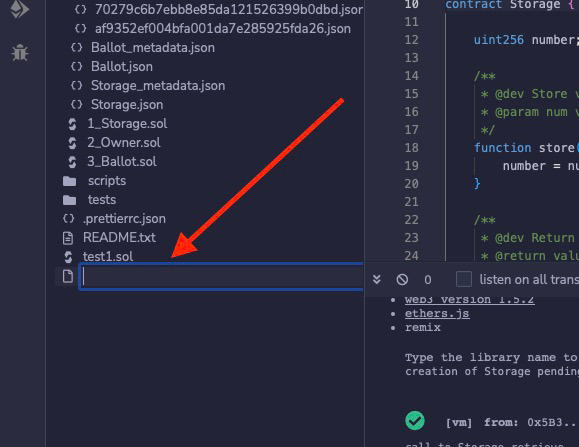 70279c6b7ebb8e85da121526399b0dbd.json
af9352ef004bfa001da7e285925fda26.json
Ballot_metadata.json
Ballot.json
Storage_metadata.json
Storage.json
1_Storage.sol
2_Owner.sol
3_Ballot.sol
scripts
tests
.prettierrc.json
README.txt
test1.sol
10 contract Storage {
11
12 uint256 number;
13
14 /**
15 * @dev Store v
16 * @param num v
17 */
18 function store(
19 number = nu
20 }
21
22 /**
23 * @dev Return
24 * @return valu
0 listen on all trans
• web3 version 1.5.2
• ethers.js
• remix
Type the library name to
creation of Storage pending
[vm] from: 0x5B3...
call to Storage.retrieve